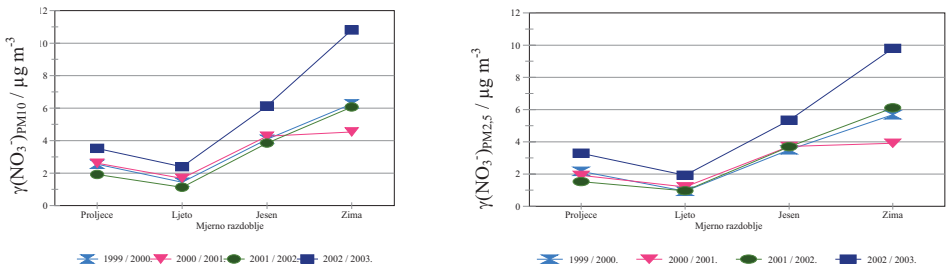 γ(NO₃⁻)PM10 / µg m⁻³
12
10
8
6
4
2
0
Proljece Ljeto Jesen Zima
Mjerno razdoblje
1999 / 2000. 2000 / 2001. 2001 / 2002. 2002 / 2003.
γ(NO₃⁻)PM2,5 / µg m⁻³
12
10
8
6
4
2
0
Proljece Ljeto Jesen Zima
Mjerno razdoblje
1999 / 2000. 2000 / 2001. 2001 / 2002. 2002 / 2003.